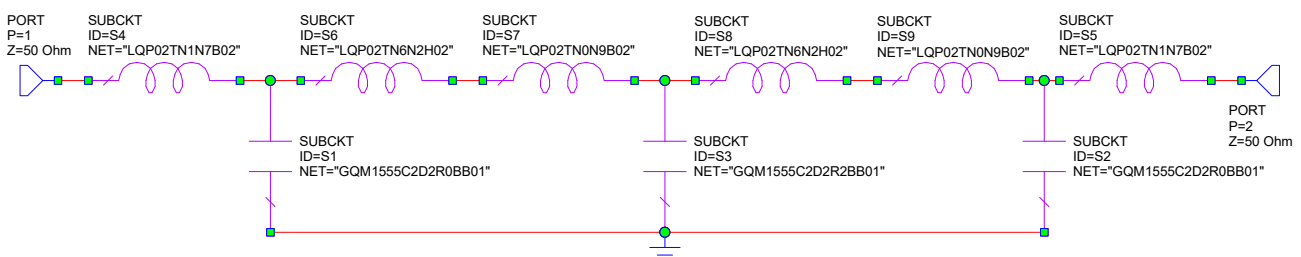 PORT
P=1
Z=50 Ohm
SUBCKT
ID=S4
NET="LQP02TN1N7B02"
SUBCKT
ID=S6
NET="LQP02TN6N2H02"
SUBCKT
ID=S7
NET="LQP02TN0N9B02"
SUBCKT
ID=S8
NET="LQP02TN6N2H02"
SUBCKT
ID=S9
NET="LQP02TN0N9B02"
SUBCKT
ID=S5
NET="LQP02TN1N7B02"
PORT
P=2
Z=50 Ohm
SUBCKT
ID=S1
NET="GQM1555C2D2R0BB01"
SUBCKT
ID=S3
NET="GQM1555C2D2R2BB01"
SUBCKT
ID=S2
NET="GQM1555C2D2R0BB01"